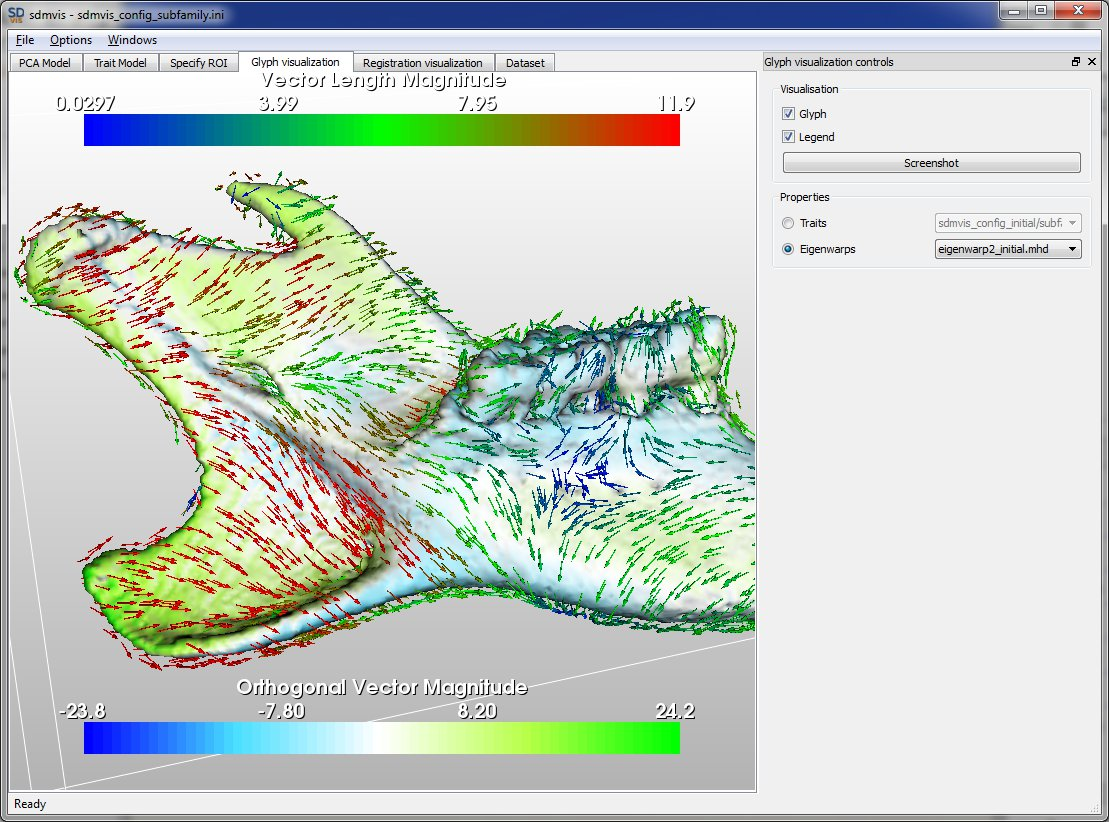 SD
VIS
sdmvis - sdmvis_config_subfamily.ini
File Options Windows
PCA Model Trait Model Specify ROI Glyph visualization Registration visualization Dataset
Glyph visualization controls
Vector Length Magnitude
0.0297 3.99 7.95 11.9
Visualisation
Glyph
Legend
Screenshot
Properties
Traits sdmvis_config_initial/subf
Eigenwarps eigenwarp2_initial.mhd
Orthogonal Vector Magnitude
-23.8 -7.80 8.20 24.2
Ready